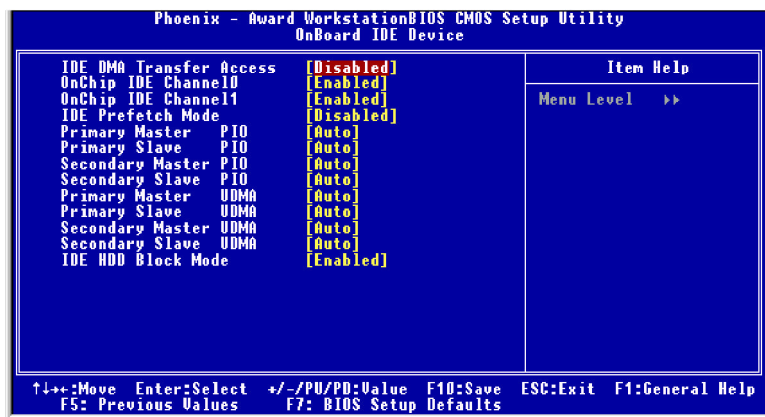 Phoenix - Award WorkstationBIOS CMOS Setup Utility
OnBoard IDE Device
IDE DMA Transfer Access [Disabled]
Item Help
OnChip IDE Channel0 [Enabled]
OnChip IDE Channel1 [Enabled]
Menu Level ►►
IDE Prefetch Mode [Disabled]
Primary Master PIO [Auto]
Primary Slave PIO [Auto]
Secondary Master PIO [Auto]
Secondary Slave PIO [Auto]
Primary Master UDMA [Auto]
Primary Slave UDMA [Auto]
Secondary Master UDMA [Auto]
Secondary Slave UDMA [Auto]
IDE HDD Block Mode [Enabled]
↑↓→←:Move Enter:Select +/-/PU/PD:Value F10:Save ESC:Exit F1:General Help
F5: Previous Values F7: BIOS Setup Defaults